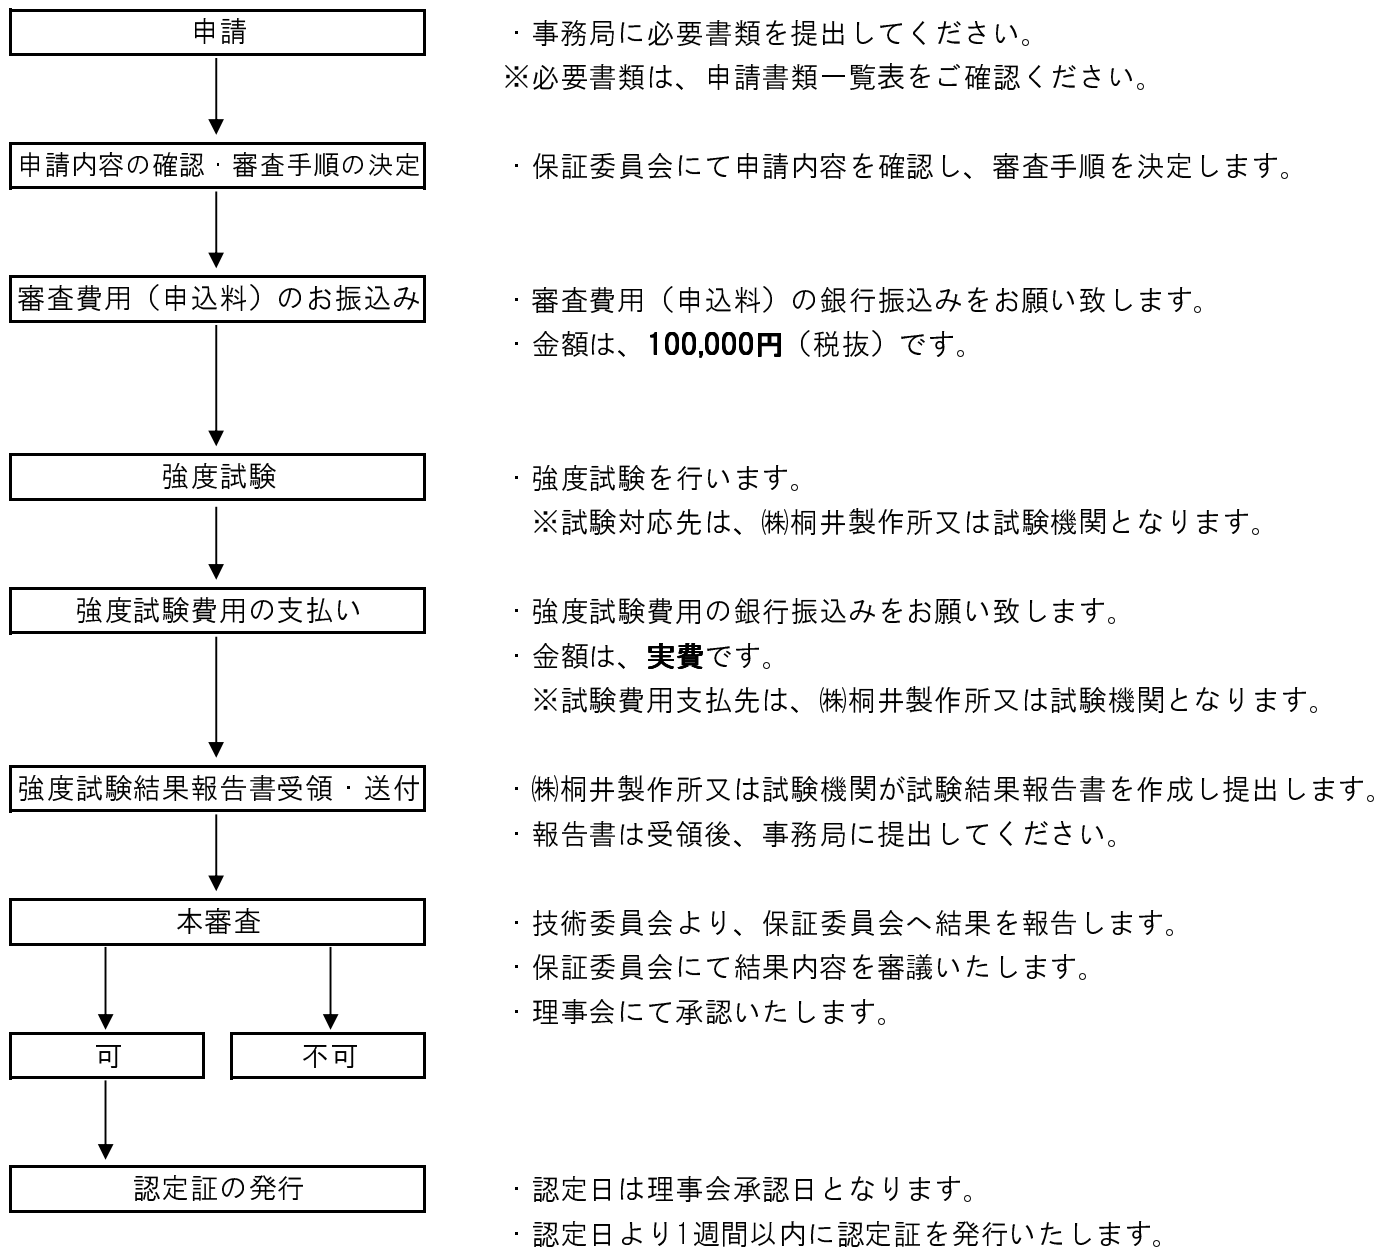 申請
・事務局に必要書類を提出してください。
※必要書類は、申請書類一覧表をご確認ください。
申請内容の確認・審査手順の決定
・保証委員会にて申請内容を確認し、審査手順を決定します。
審査費用（申込料）のお振込み
・審査費用（申込料）の銀行振込みをお願い致します。
・金額は、100,000円（税抜）です。
強度試験
・強度試験を行います。
※試験対応先は、㈱桐井製作所又は試験機関となります。
強度試験費用の支払い
・強度試験費用の銀行振込みをお願い致します。
・金額は、実費です。
※試験費用支払先は、㈱桐井製作所又は試験機関となります。
強度試験結果報告書受領・送付
・㈱桐井製作所又は試験機関が試験結果報告書を作成し提出します。
・報告書は受領後、事務局に提出してください。
本審査
・技術委員会より、保証委員会へ結果を報告します。
・保証委員会にて結果内容を審議いたします。
・理事会にて承認いたします。
可
不可
認定証の発行
・認定日は理事会承認日となります。
・認定日より1週間以内に認定証を発行いたします。